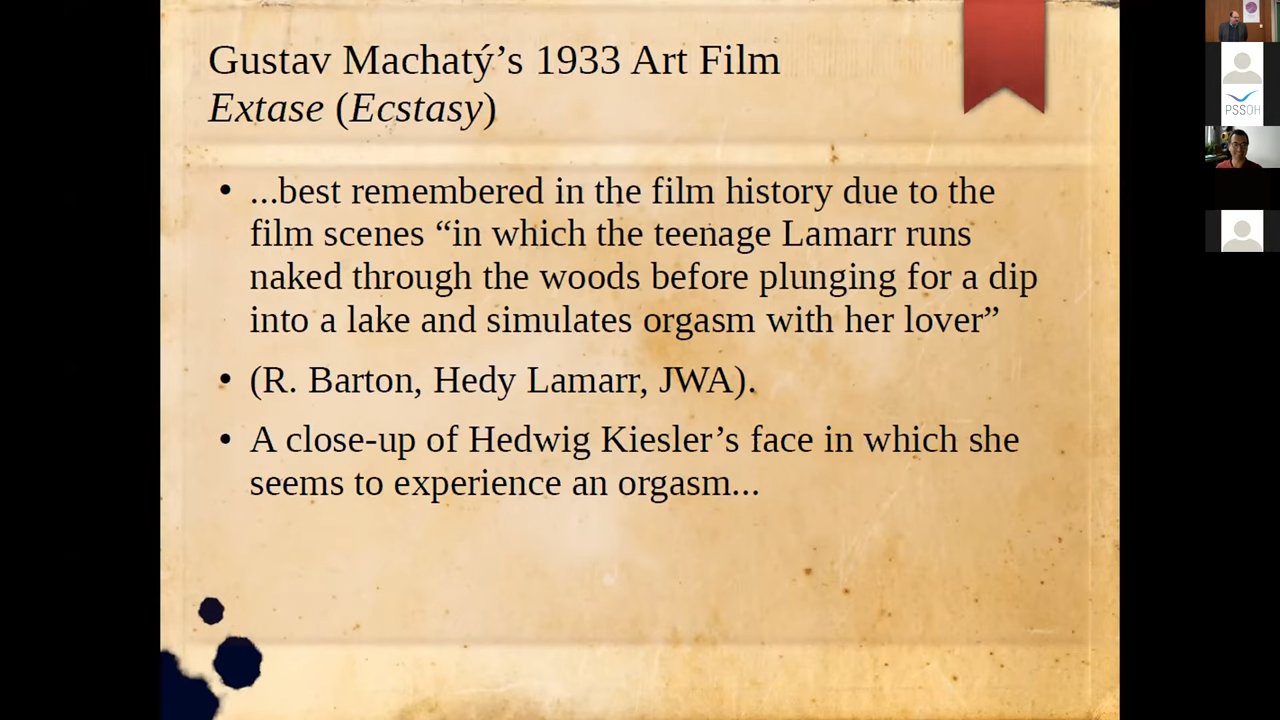 Gustav Machatý’s 1933 Art Film
Extase (Ecstasy)
• ...best remembered in the film history due to the
film scenes “in which the teenage Lamarr runs
naked through the woods before plunging for a dip
into a lake and simulates orgasm with her lover”
• (R. Barton, Hedy Lamarr, JWA).
• A close-up of Hedwig Kiesler’s face in which she
seems to experience an orgasm...
PSSOH